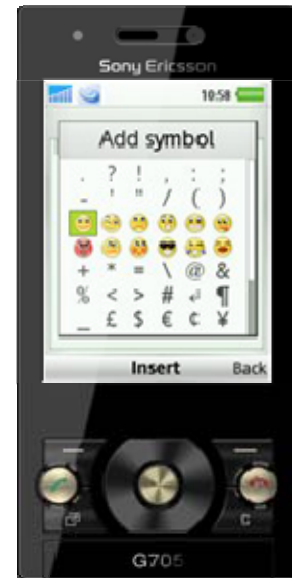 Sony Ericsson
10:58
Add symbol
. ? ! , : ;
- ' " / ( )
+ * = \ @ &
% < > # ↲ ¶
_ £ $ € ¢ ¥
Insert Back
C
G705